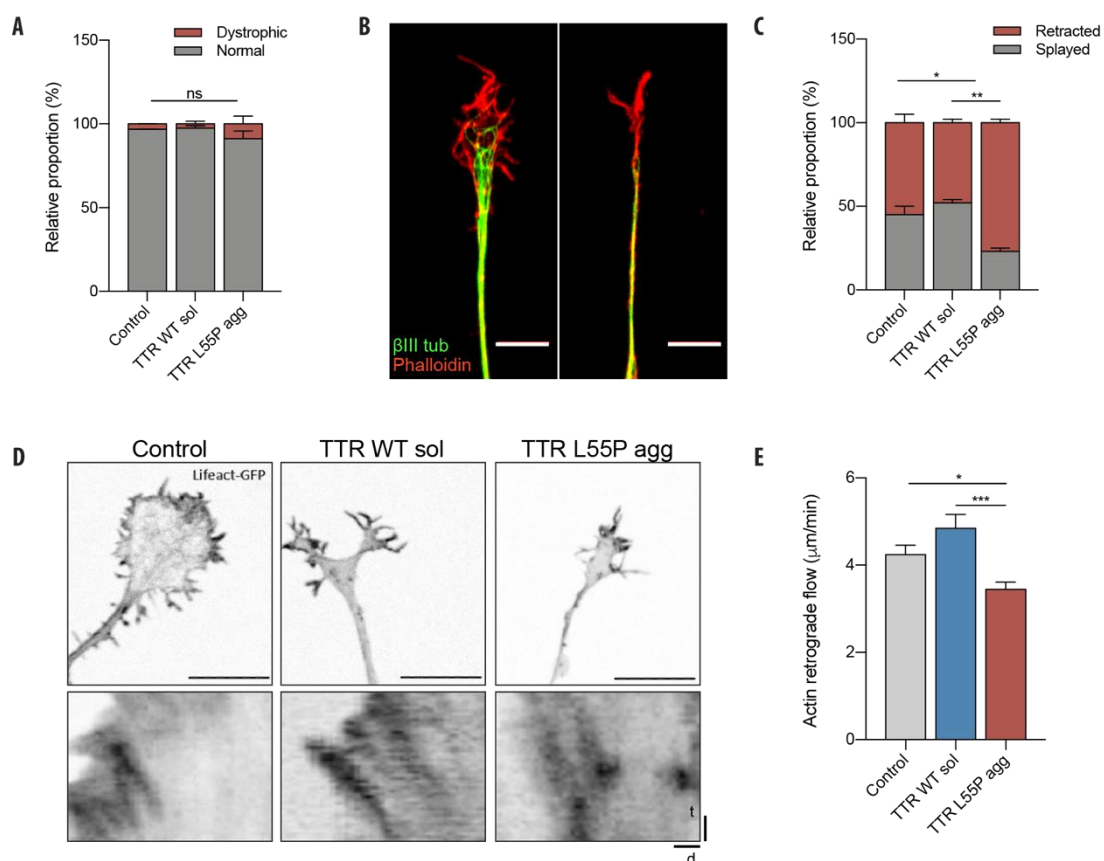 A
Dystrophic
Normal
150
100
50
0
Relative proportion (%)
ns
Control
TTR WT sol
TTR L55P agg
B
βIII tub
Phalloidin
C
Retracted
Splayed
150
100
50
0
Relative proportion (%)
*
**
Control
TTR WT sol
TTR L55P agg
D
Control
TTR WT sol
TTR L55P agg
Lifeact-GFP
t
d
E
6
4
2
0
Actin retrograde flow (μm/min)
*
***
Control
TTR WT sol
TTR L55P agg